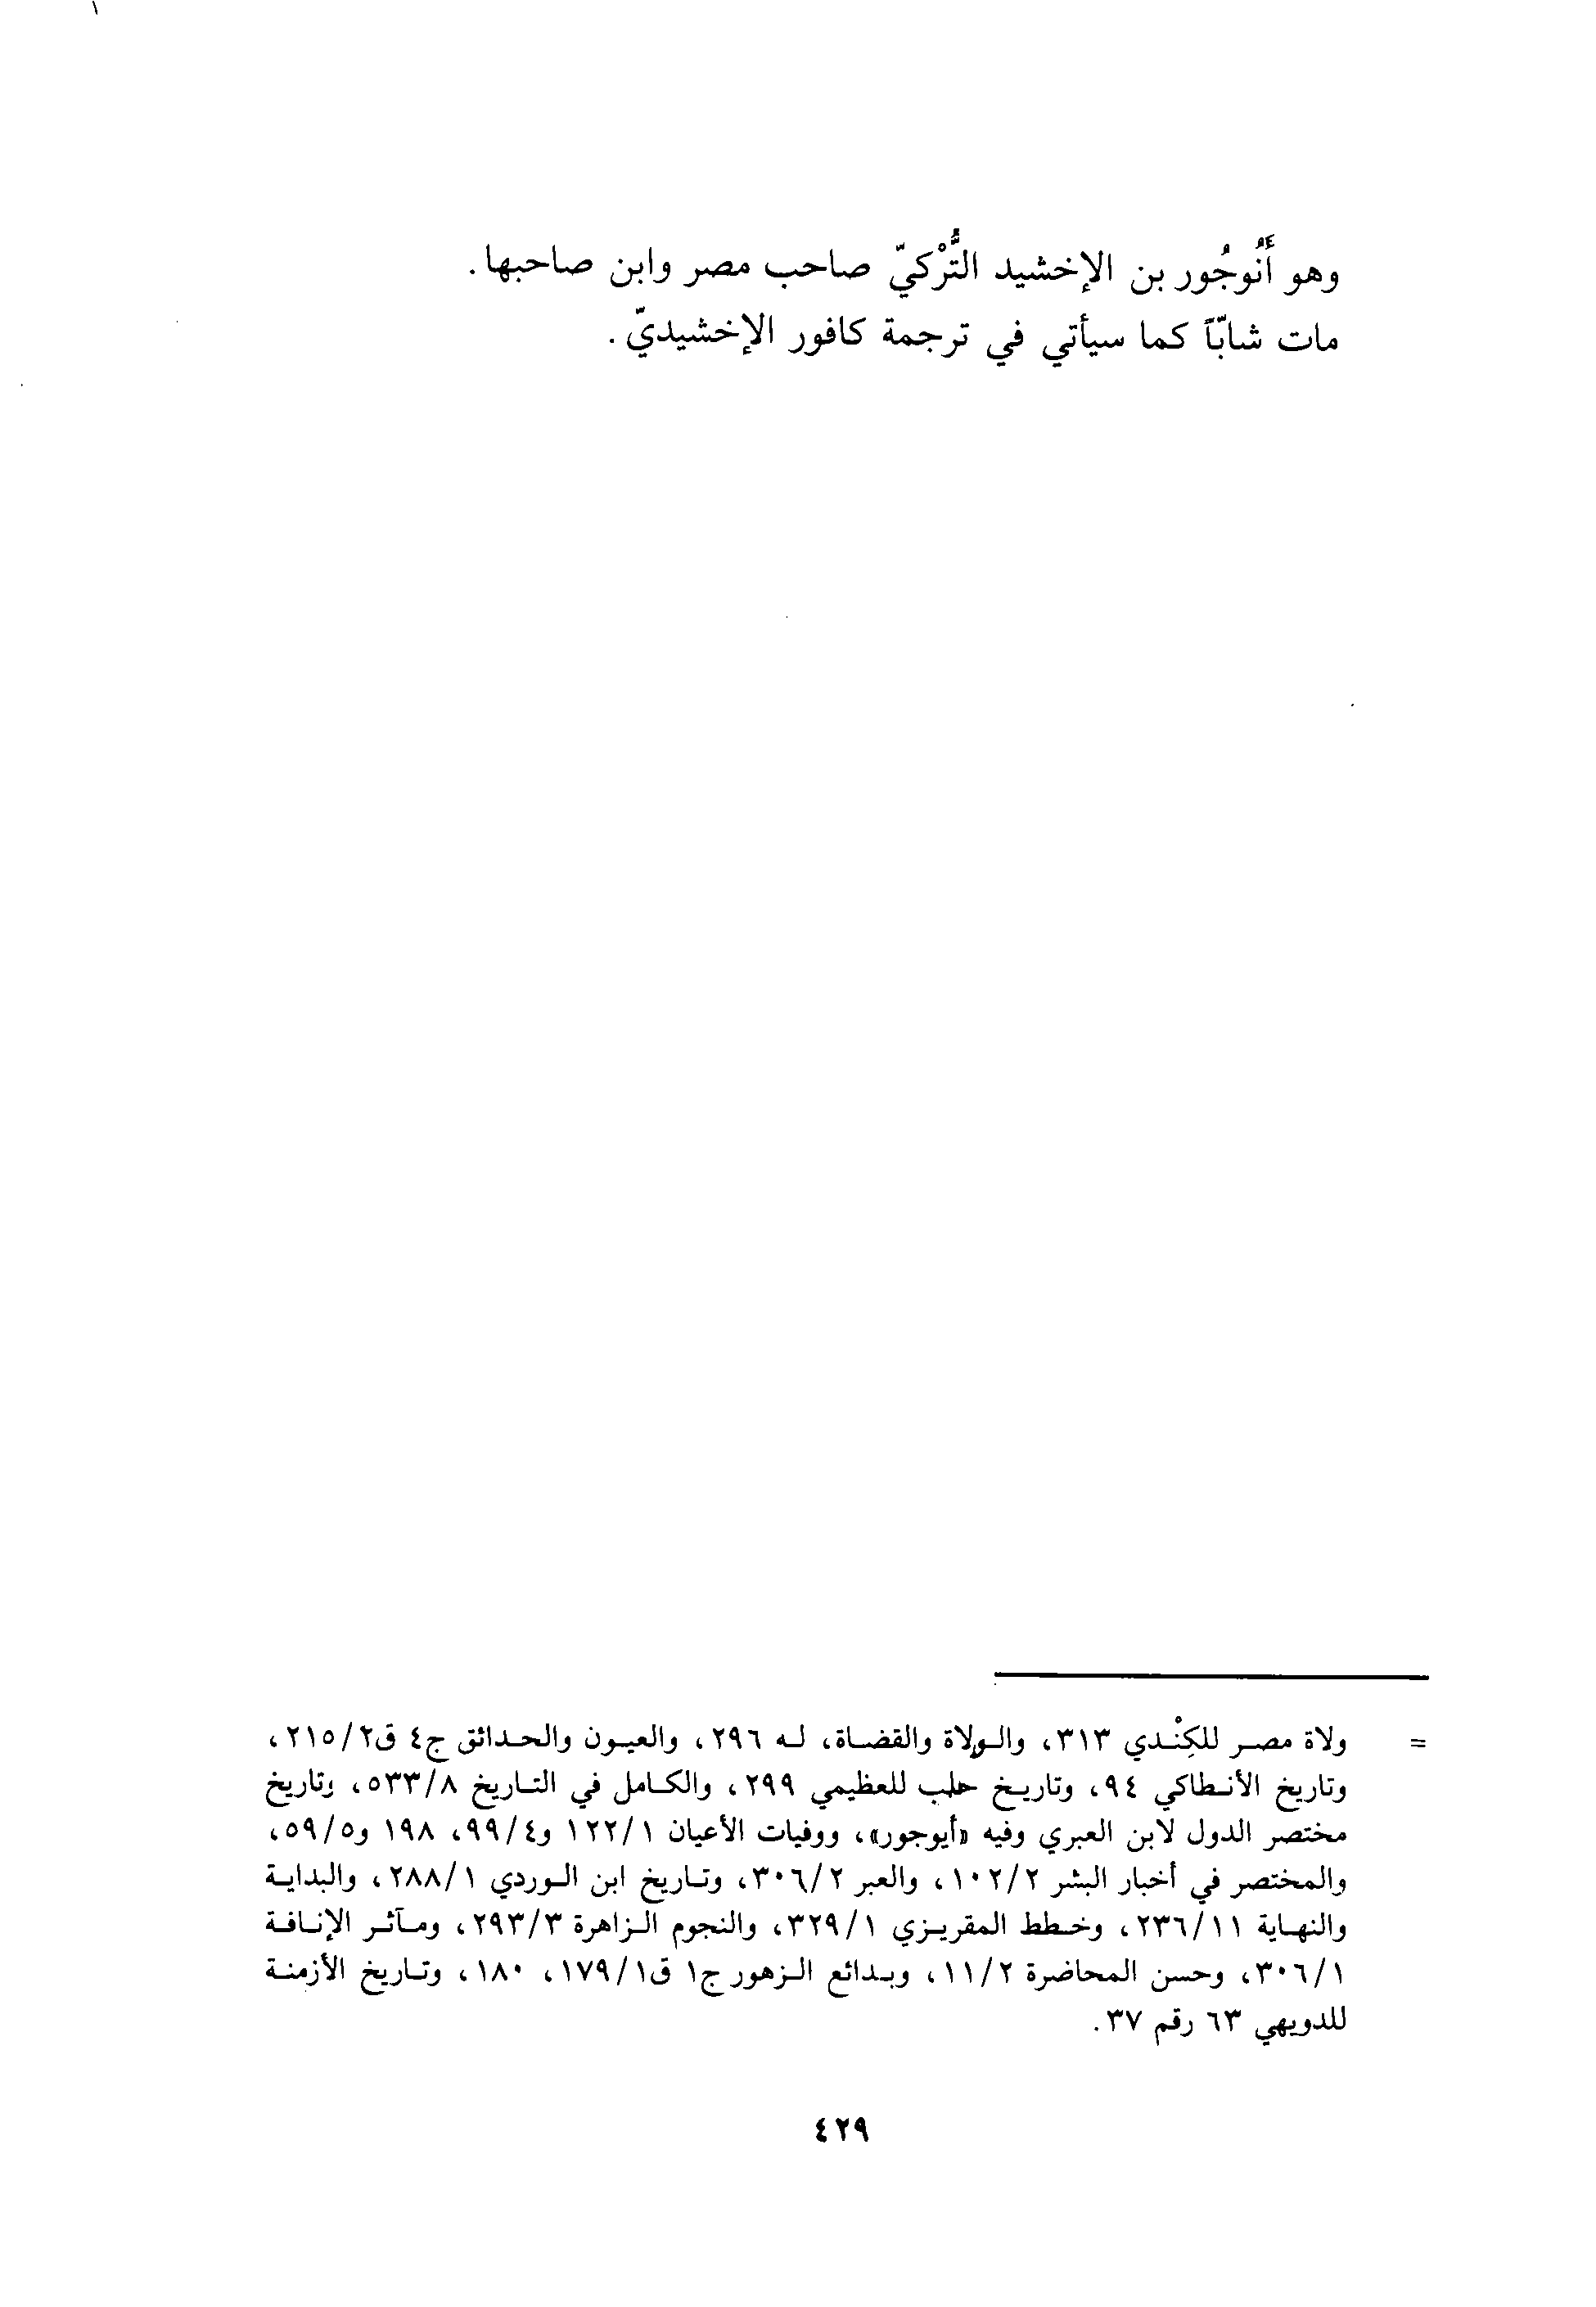 وهو أَنُوجُور بن الإخشيد التُّرْكيّ صاحب مصر وابن صاحبها.
مات شابّاً كما سيأتي في ترجمة كافور الإخشيديّ.
= ولاة مصر للكِنْدي ٣١٣، والولاة والقضاة، له ٢٩٦، والعيون والحدائق ج٤ ق٢/٢١٥،
وتاريخ الأنطاكي ٩٤، وتاريخ حلب للعظيمي ٢٩٩، والكامل في التاريخ ٨/٥٣٣، وتاريخ
مختصر الدول لابن العبري وفيه «أيوجور»، ووفيات الأعيان ١/١٢٢ و٤/٩٩، ١٩٨ و٥/٥٩،
والمختصر في أخبار البشر ٢/١٠٢، والعبر ٢/٣٠٦، وتاريخ ابن الوردي ١/٢٨٨، والبداية
والنهاية ١١/٢٣٦، وخطط المقريزي ١/٣٢٩، والنجوم الزاهرة ٣/٢٩٣، ومآثر الإنافة
١/٣٠٦، وحسن المحاضرة ٢/١١، وبدائع الزهور ج١ ق١/١٧٩، ١٨٠، وتاريخ الأزمنة
للدويهي ٦٣ رقم ٣٧.
٤٢٩